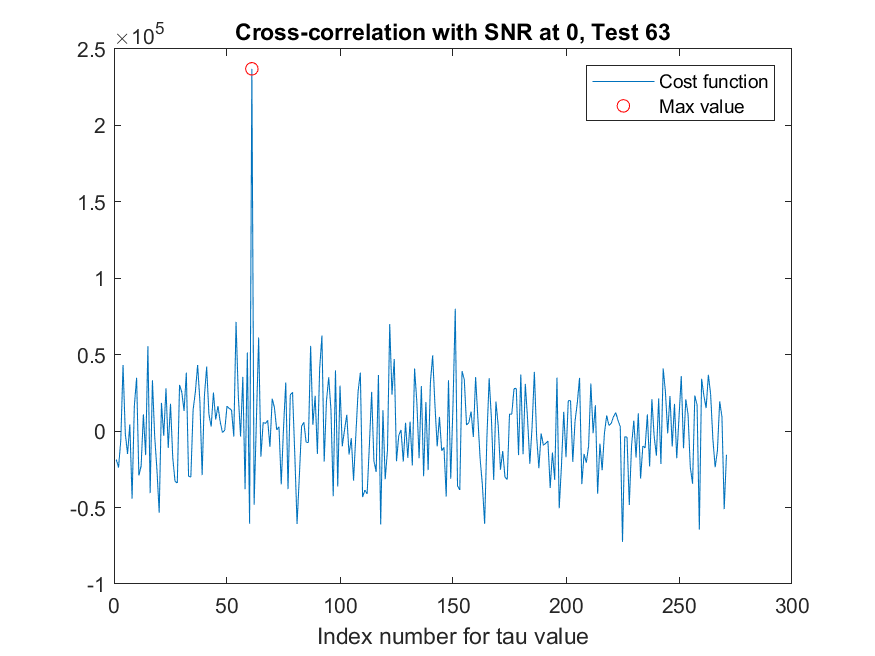 Cross-correlation with SNR at 0, Test 63
×10^5
2.5
2
1.5
1
0.5
0
-0.5
-1
0 50 100 150 200 250 300
Index number for tau value
Cost function
Max value